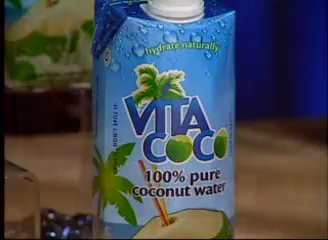 hydrate naturally
VITA
COCO
100% pure
coconut water